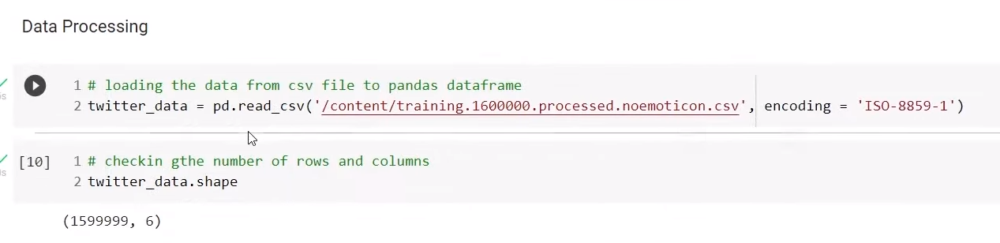 Data Processing
1 # loading the data from csv file to pandas dataframe
2 twitter_data = pd.read_csv('/content/training.1600000.processed.noemoticon.csv', encoding = 'ISO-8859-1')
[10] 1 # checkin gthe number of rows and columns
2 twitter_data.shape
(1599999, 6)